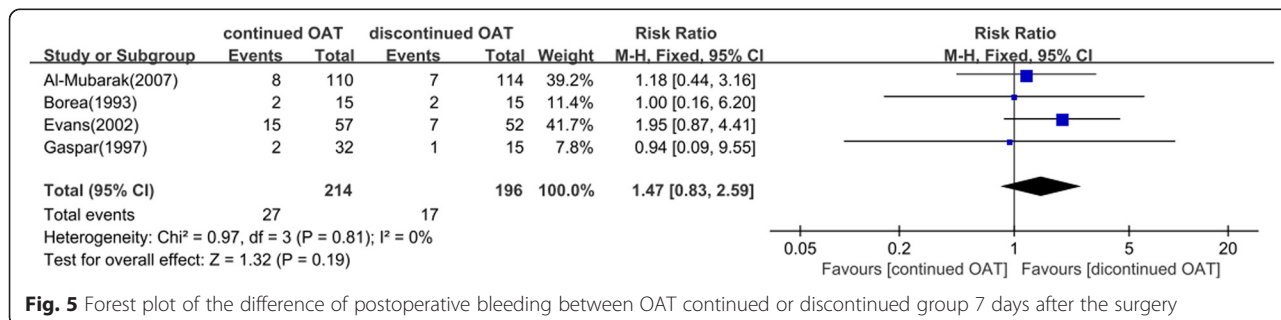 continued OAT discontinued OAT Risk Ratio Risk Ratio
Study or Subgroup Events Total Events Total Weight M-H, Fixed, 95% CI M-H, Fixed, 95% CI
Al-Mubarak(2007) 8 110 7 114 39.2% 1.18 [0.44, 3.16]
Borea(1993) 2 15 2 15 11.4% 1.00 [0.16, 6.20]
Evans(2002) 15 57 7 52 41.7% 1.95 [0.87, 4.41]
Gaspar(1997) 2 32 1 15 7.8% 0.94 [0.09, 9.55]
Total (95% CI) 214 196 100.0% 1.47 [0.83, 2.59]
Total events 27 17
Heterogeneity: Chi² = 0.97, df = 3 (P = 0.81); I² = 0%
Test for overall effect: Z = 1.32 (P = 0.19)
0.05 0.2 1 5 20
Favours [continued OAT] Favours [dicontinued OAT]
Fig. 5 Forest plot of the difference of postoperative bleeding between OAT continued or discontinued group 7 days after the surgery